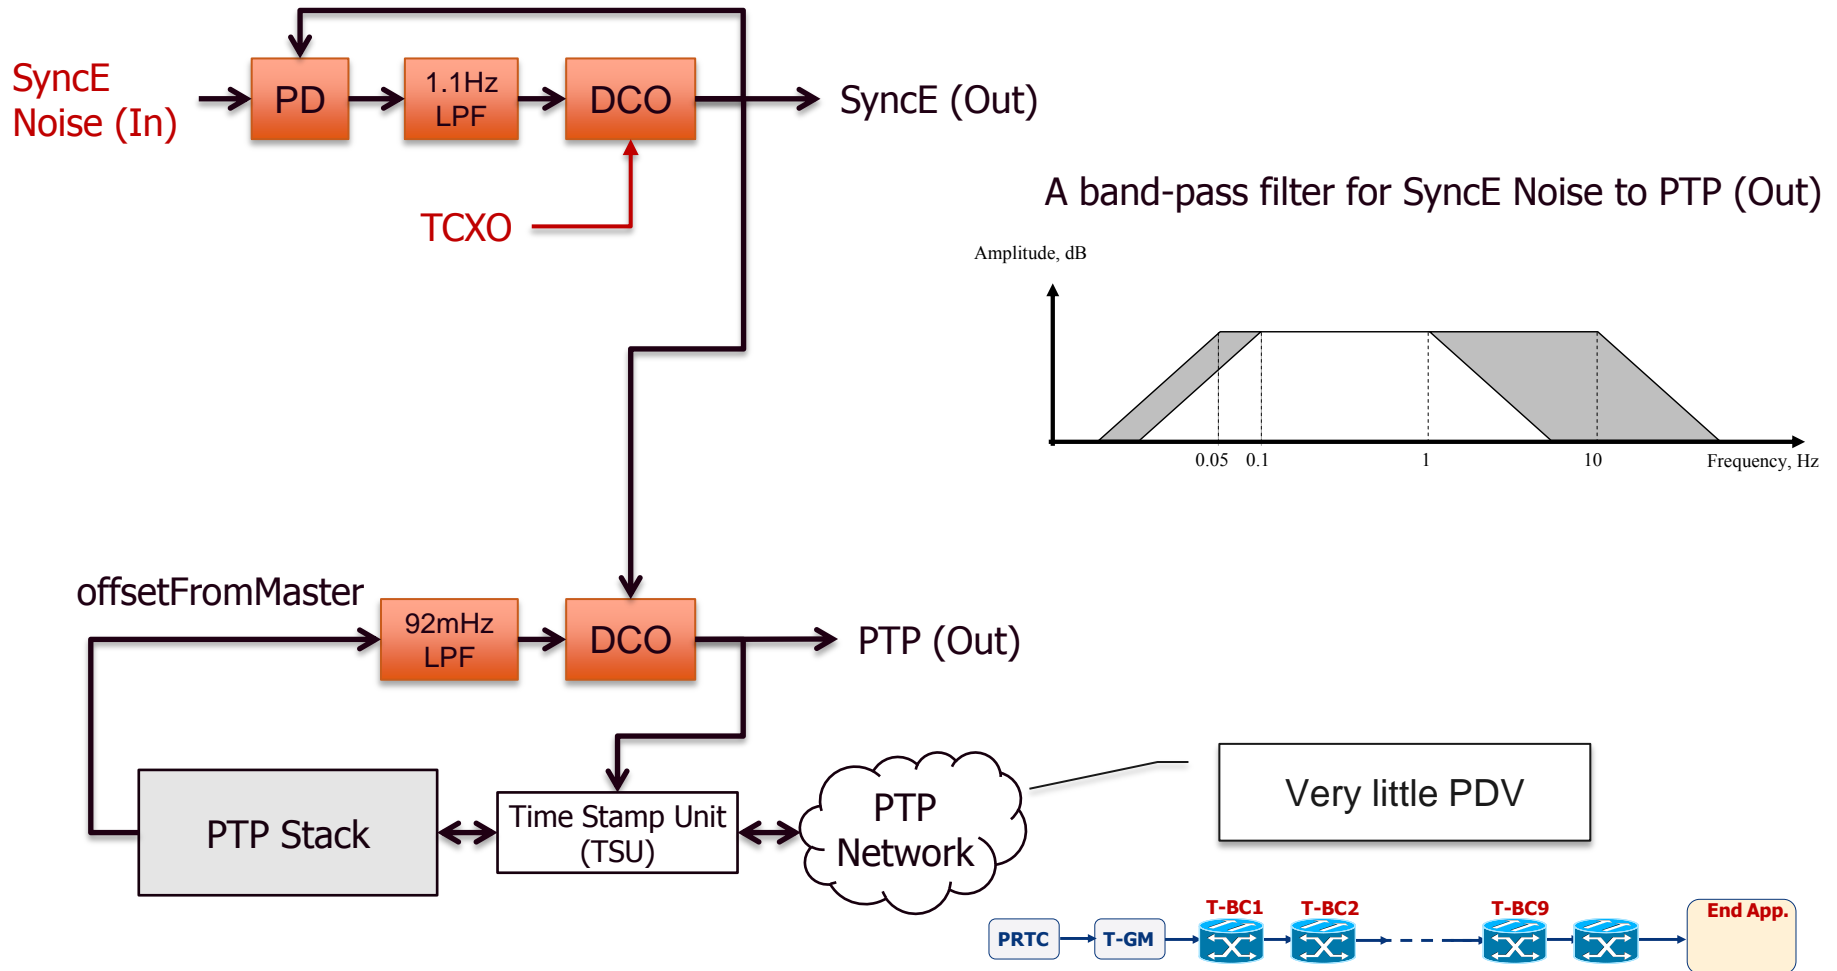 SyncE
Noise (In)
PD
1.1Hz
LPF
DCO
SyncE (Out)
TCXO
A band-pass filter for SyncE Noise to PTP (Out)
Amplitude, dB
0.05
0.1
1
10
Frequency, Hz
offsetFromMaster
92mHz
LPF
DCO
PTP (Out)
PTP Stack
Time Stamp Unit
(TSU)
PTP
Network
Very little PDV
PRTC
T-GM
T-BC1
T-BC2
T-BC9
End App.